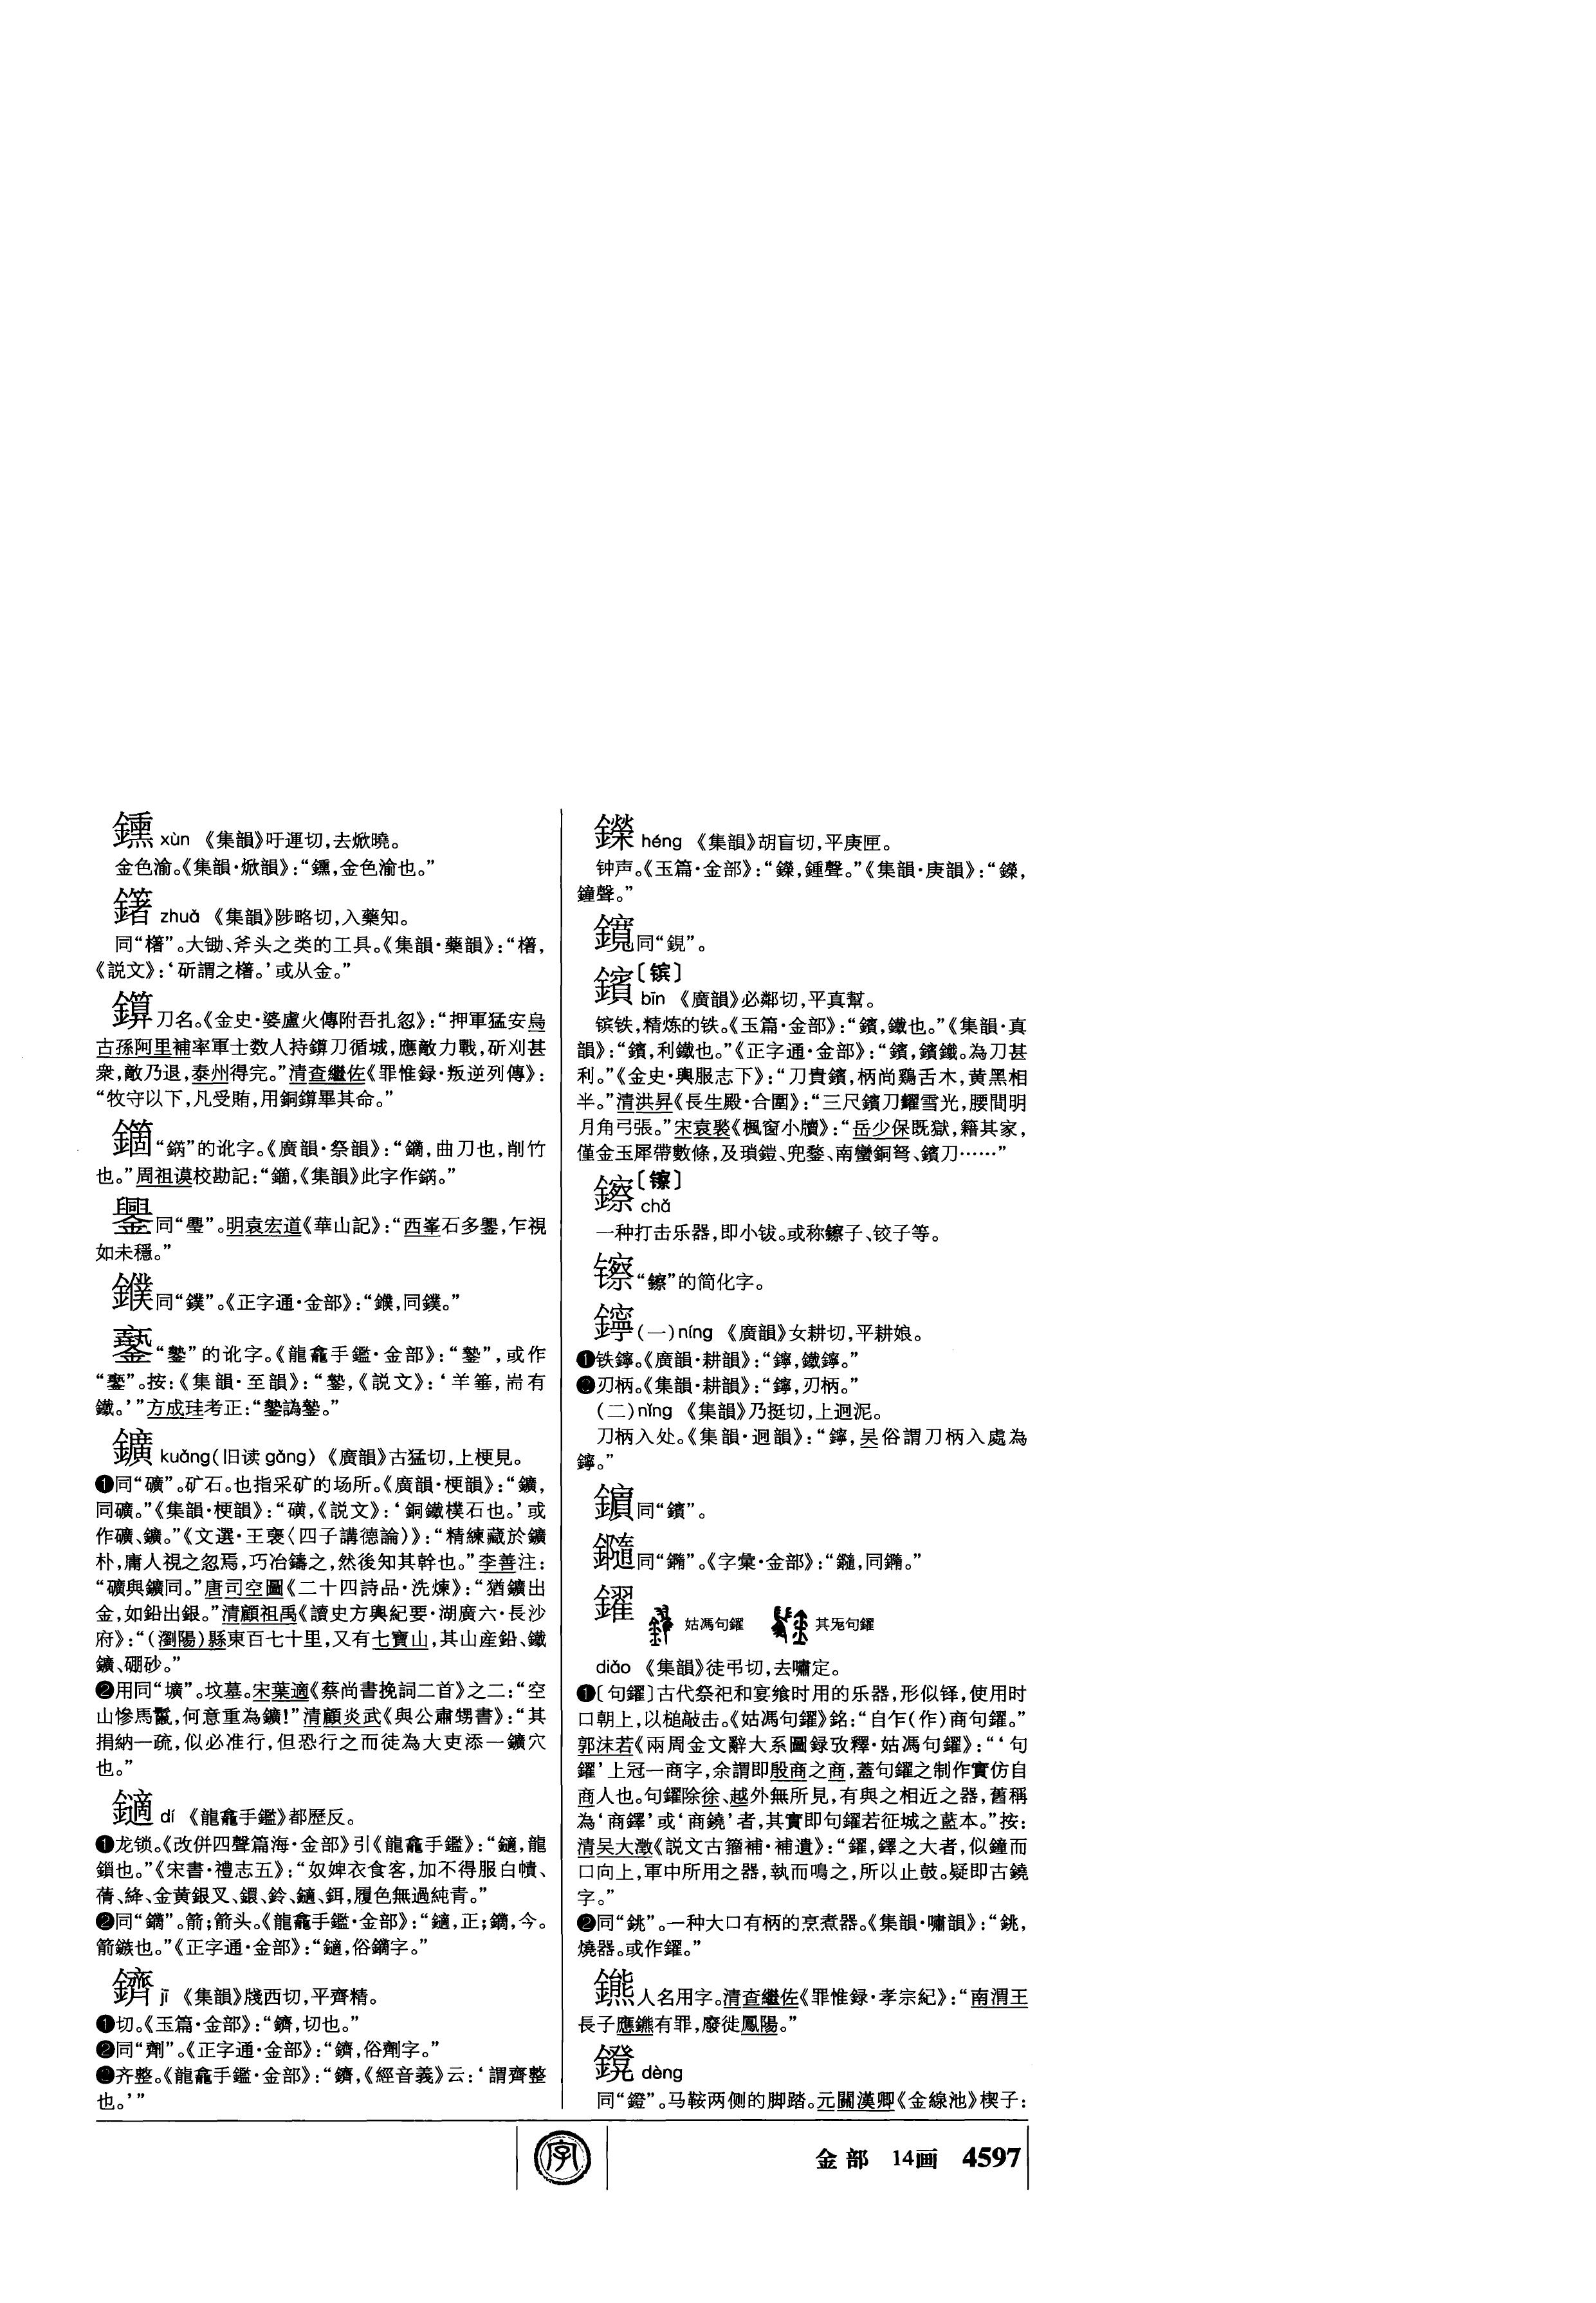 鑂 xùn 《集韻》吁運切,去焮曉。
金色渝。《集韻·焮韻》:“鑂,金色渝也。”
zhuǎ 《集韻》陟略切,入藥知。
同“櫡”。大锄、斧头之类的工具。《集韻·藥韻》:“櫡,
《説文》:‘斫謂之櫡。’或从金。”
刀名。《金史·婆盧火傳附吾扎忽》:“押軍猛安烏
古孫阿里補率軍士数人持刀循城,應敵力戰,斫刈甚
衆,敵乃退,泰州得完。”清查繼佐《罪惟録·叛逆列傳》:
“牧守以下,凡受賄,用銅畢其命。”
“”的讹字。《廣韻·祭韻》:“,曲刀也,削竹
也。”周祖谟校勘記:“,《集韻》此字作。”
同“璺”。明袁宏道《華山記》:“西峯石多,乍視
如未穩。”
鏷同“鏷”。《正字通·金部》:“,同鏷。”
“”的讹字。《龍龕手鑑·金部》:“”,或作
“”。按:《集韻·至韻》:“,《説文》:‘羊箠,耑有
鐵。’”方成珪考正:“譌。”
鑛 kuǎng(旧读 gǒng) 《廣韻》古猛切,上梗見。
❶同“礦”。矿石。也指采矿的场所。《廣韻·梗韻》:“鑛,
同礦。”《集韻·梗韻》:“磺,《説文》:‘銅鐵樸石也。’或
作礦、鑛。”《文選·王褒〈四子講德論〉》:“精練藏於鑛
朴,庸人視之忽焉,巧冶鑄之,然後知其幹也。”李善注:
“礦與鑛同。”唐司空圖《二十四詩品·洗煉》:“猶鑛出
金,如鉛出銀。”清顧祖禹《讀史方輿紀要·湖廣六·長沙
府》:“(瀏陽)縣東百七十里,又有七寶山,其山産鉛、鐵
鑛、硼砂。”
❷用同“壙”。坟墓。宋葉適《蔡尚書挽詞二首》之二:“空
山慘馬鬣,何意重為鑛!”清顧炎武《與公肅甥書》:“其
捐納一疏,似必准行,但恐行之而徒為大吏添一鑛穴
也。”
dí 《龍龕手鑑》都歷反。
❶龙锁。《改併四聲篇海·金部》引《龍龕手鑑》:“,龍
鎖也。”《宋書·禮志五》:“奴婢衣食客,加不得服白幘、
蒨、絳、金黄銀叉、鐶、鈴、、鉺,履色無過純青。”
❷同“鏑”。箭;箭头。《龍龕手鑑·金部》:“,正;鏑,今。
箭鏃也。”《正字通·金部》:“,俗鏑字。”
鑇 jī 《集韻》牋西切,平齊精。
❶切。《玉篇·金部》:“鑇,切也。”
❷同“劑”。《正字通·金部》:“鑇,俗劑字。”
❸齐整。《龍龕手鑑·金部》:“鑇,《經音義》云:‘謂齊整
也。’”
鑅 héng 《集韻》胡盲切,平庚匣。
钟声。《玉篇·金部》:“鑅,鍾聲。”《集韻·庚韻》:“鑅,
鐘聲。”
同“鋧”。
鑌〔镔〕
bīn 《廣韻》必鄰切,平真幫。
镔铁,精炼的铁。《玉篇·金部》:“鑌,鐵也。”《集韻·真
韻》:“鑌,利鐵也。”《正字通·金部》:“鑌,鑌鐵。為刀甚
利。”《金史·輿服志下》:“刀貴鑌,柄尚鷄舌木,黄黑相
半。”清洪昇《長生殿·合圍》:“三尺鑌刀耀雪光,腰間明
月角弓張。”宋袁褧《楓窗小牘》:“岳少保既獄,籍其家,
僅金玉犀帶數條,及瑣鎧、兜鍪、南蠻銅弩、鑌刀……”
鑔〔镲〕
chǎ
一种打击乐器,即小钹。或称鑔子、铰子等。
镲“鑔”的简化字。
鑏(一)níng 《廣韻》女耕切,平耕娘。
❶铁鑏。《廣韻·耕韻》:“鑏,鐵鑏。”
❷刃柄。《集韻·耕韻》:“鑏,刃柄。”
(二)nǐng 《集韻》乃挺切,上迥泥。
刀柄入处。《集韻·迥韻》:“鑏,吴俗謂刀柄入處為
鑏。”
同“鑌”。
同“”。《字彙·金部》:“,同。”
鑃 姑馮句鑃 其旡句鑃
diào 《集韻》徒弔切,去嘯定。
❶〔句鑃〕古代祭祀和宴飨时用的乐器,形似铎,使用时
口朝上,以槌敲击。《姑馮句鑃》銘:“自乍(作)商句鑃。”
郭沫若《兩周金文辭大系圖録攷釋·姑馮句鑃》:“‘句
鑃’上冠一商字,余謂即殷商之商,蓋句鑃之制作實仿自
商人也。句鑃除徐、越外無所見,有與之相近之器,舊稱
為‘商鐸’或‘商鐃’者,其實即句鑃若征城之藍本。”按:
清吴大澂《説文古籀補·補遺》:“鑃,鐸之大者,似鐘而
口向上,軍中所用之器,執而鳴之,所以止鼓。疑即古鐃
字。”
❷同“銚”。一种大口有柄的烹煮器。《集韻·嘯韻》:“銚,
燒器。或作鑃。”
人名用字。清查繼佐《罪惟録·孝宗紀》:“南渭王
長子應有罪,廢徙鳳陽。”
dèng
同“鐙”。马鞍两侧的脚踏。元關漢卿《金線池》楔子:
字
金部 14画 4597